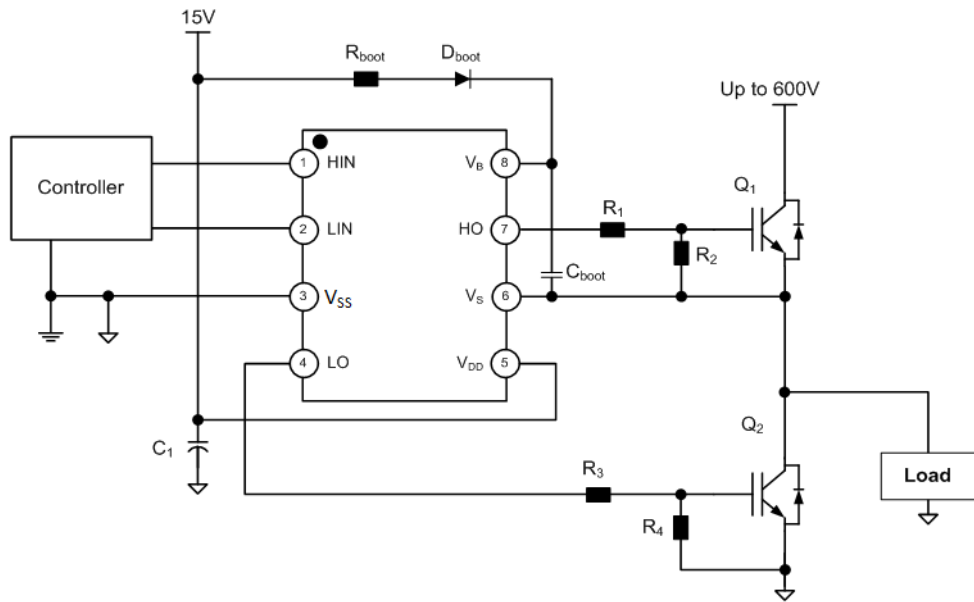 15V
Rboot
Dboot
Up to 600V
Controller
1
HIN
VB
8
Q1
2
LIN
HO
7
R1
R2
Cboot
3
VSS
VS
6
4
LO
VDD
5
C1
Q2
R3
Load
R4